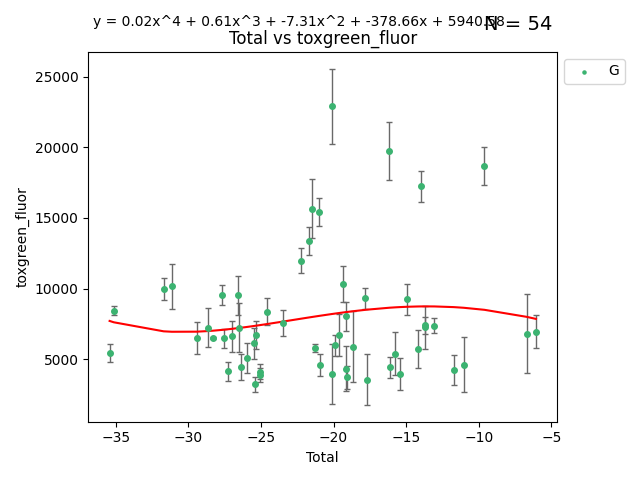 y = 0.02x^4 + 0.61x^3 + -7.31x^2 + -378.66x + 5940.58
N = 54
Total vs toxgreen_fluor
G
25000
20000
15000
10000
5000
toxgreen_fluor
−35 −30 −25 −20 −15 −10 −5
Total